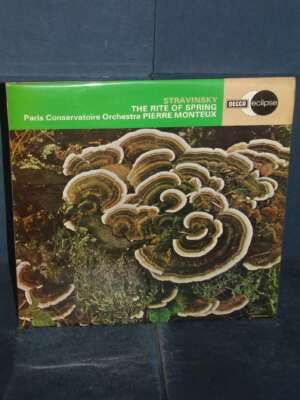 STRAVINSKY
THE RITE OF SPRING
Paris Conservatoire Orchestra PIERRE MONTEUX
DECCA eclipse